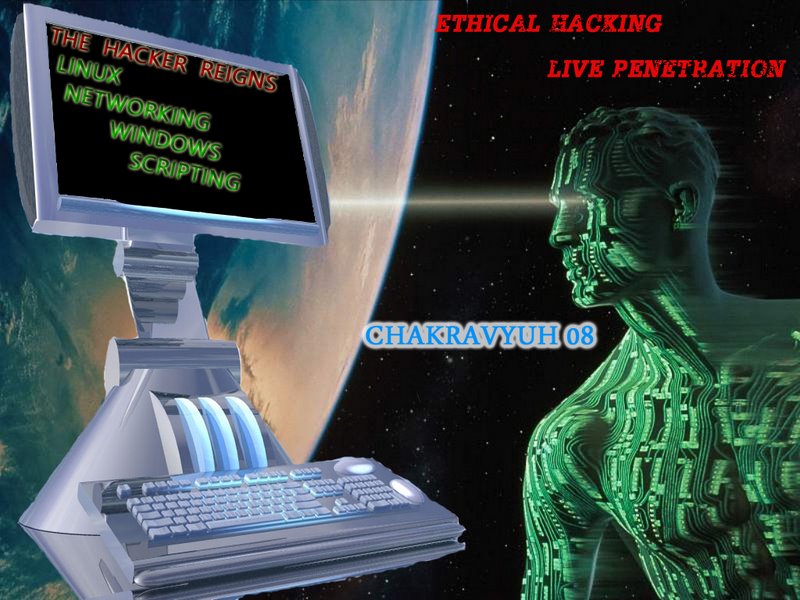 THE HACKER REIGNS
LINUX
NETWORKING
WINDOWS
SCRIPTING
ETHICAL HACKING
LIVE PENETRATION
CHAKRAVYUH 08